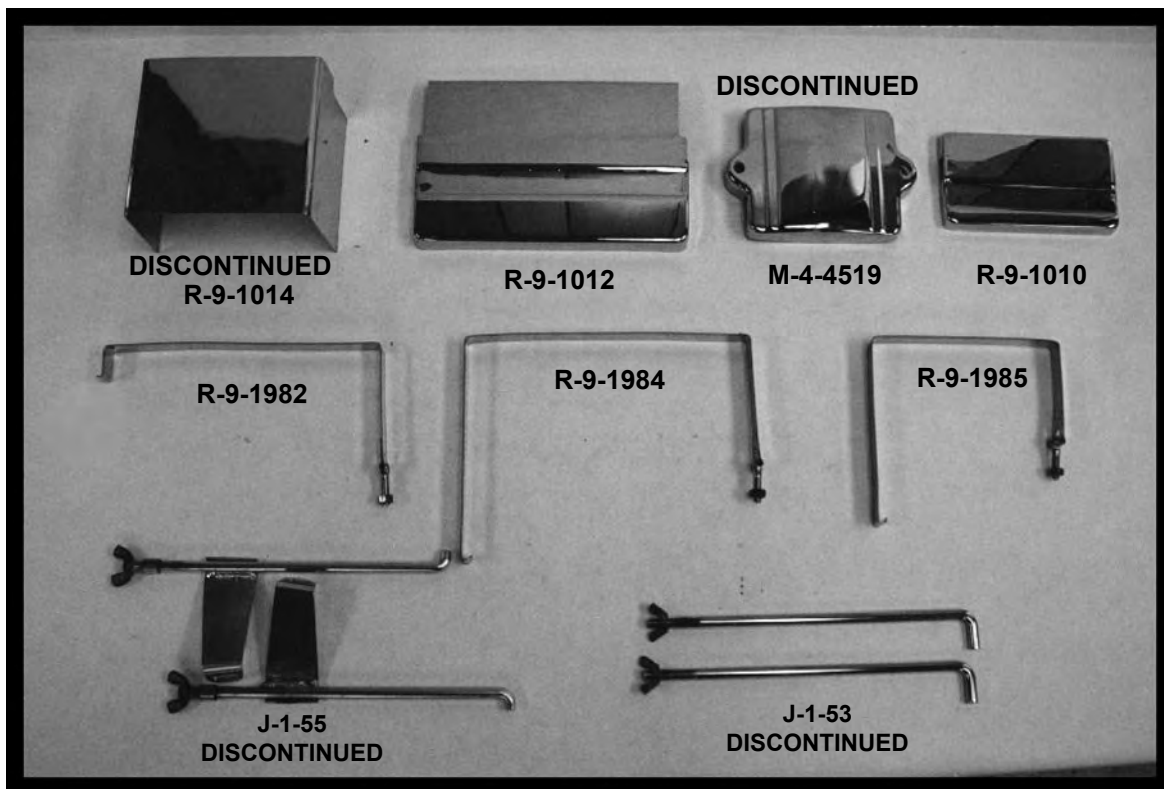 DISCONTINUED
DISCONTINUED
R-9-1014
R-9-1012
M-4-4519
R-9-1010
R-9-1982
R-9-1984
R-9-1985
J-1-55
DISCONTINUED
J-1-53
DISCONTINUED